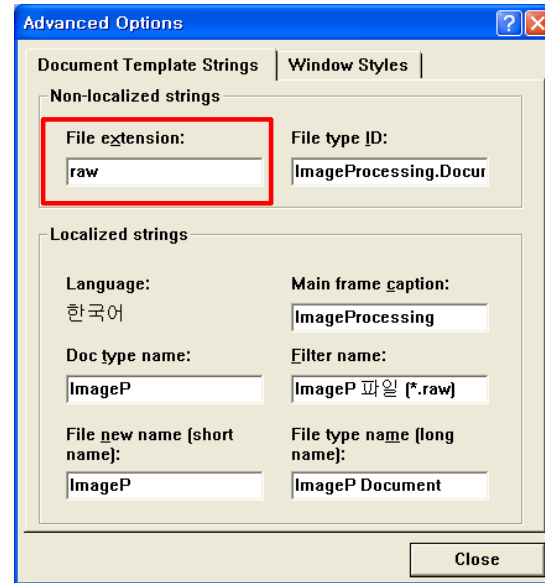 Advanced Options
Document Template Strings
Window Styles
Non-localized strings
File extension:
File type ID:
raw
ImageProcessing.Docur
Localized strings
Language:
Main frame caption:
한국어
ImageProcessing
Doc type name:
Filter name:
ImageP
ImageP 파일 (*.raw)
File new name (short
name):
File type name (long
name):
ImageP
ImageP Document
Close